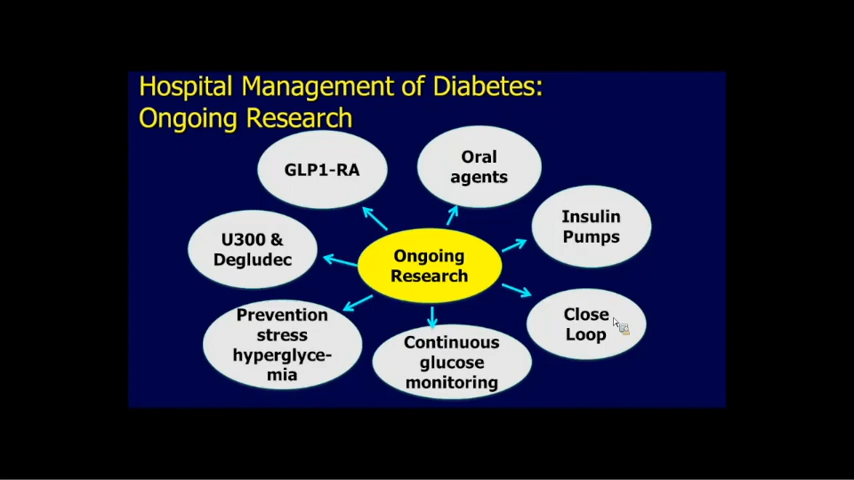 Hospital Management of Diabetes:
Ongoing Research
GLP1-RA
Oral
agents
Insulin
Pumps
U300 &
Degludec
Ongoing
Research
Close
Loop
Prevention
stress
hyperglyce-
mia
Continuous
glucose
monitoring